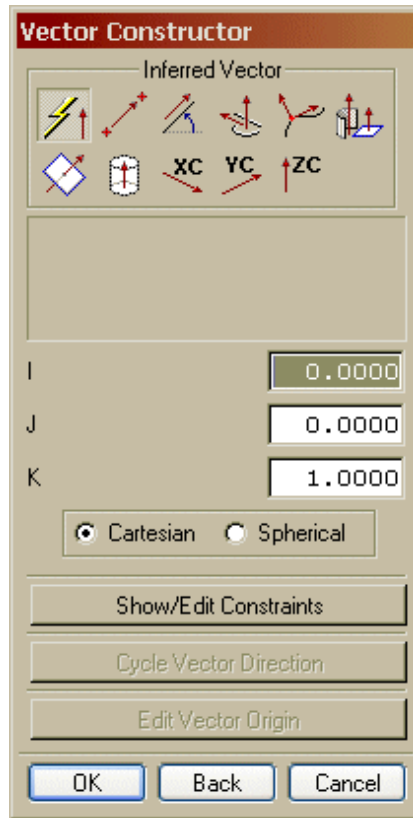 Vector Constructor
Inferred Vector
XC YC ZC
I 0.0000
J 0.0000
K 1.0000
Cartesian Spherical
Show/Edit Constraints
Cycle Vector Direction
Edit Vector Origin
OK Back Cancel